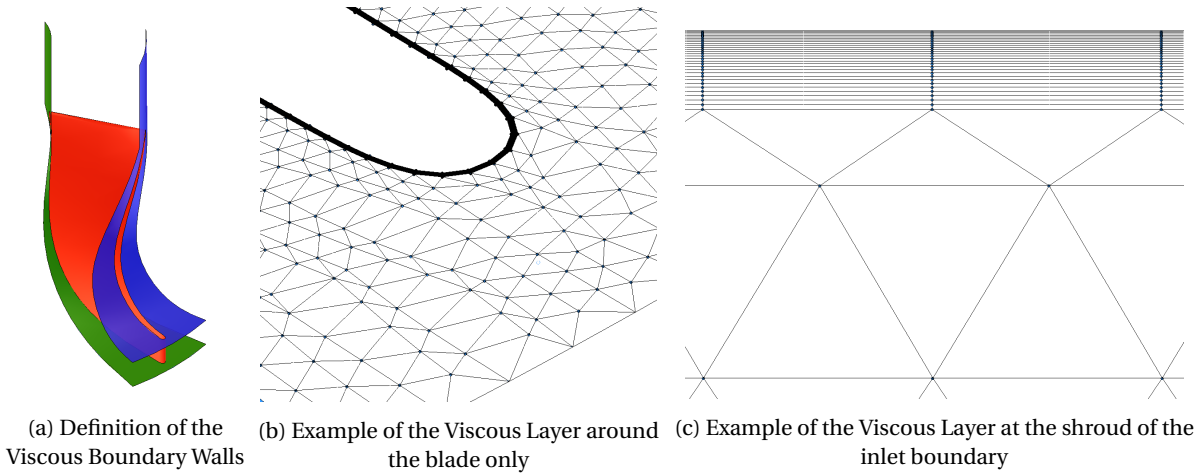 (a) Definition of the
Viscous Boundary Walls
(b) Example of the Viscous Layer around
the blade only
(c) Example of the Viscous Layer at the shroud of the
inlet boundary